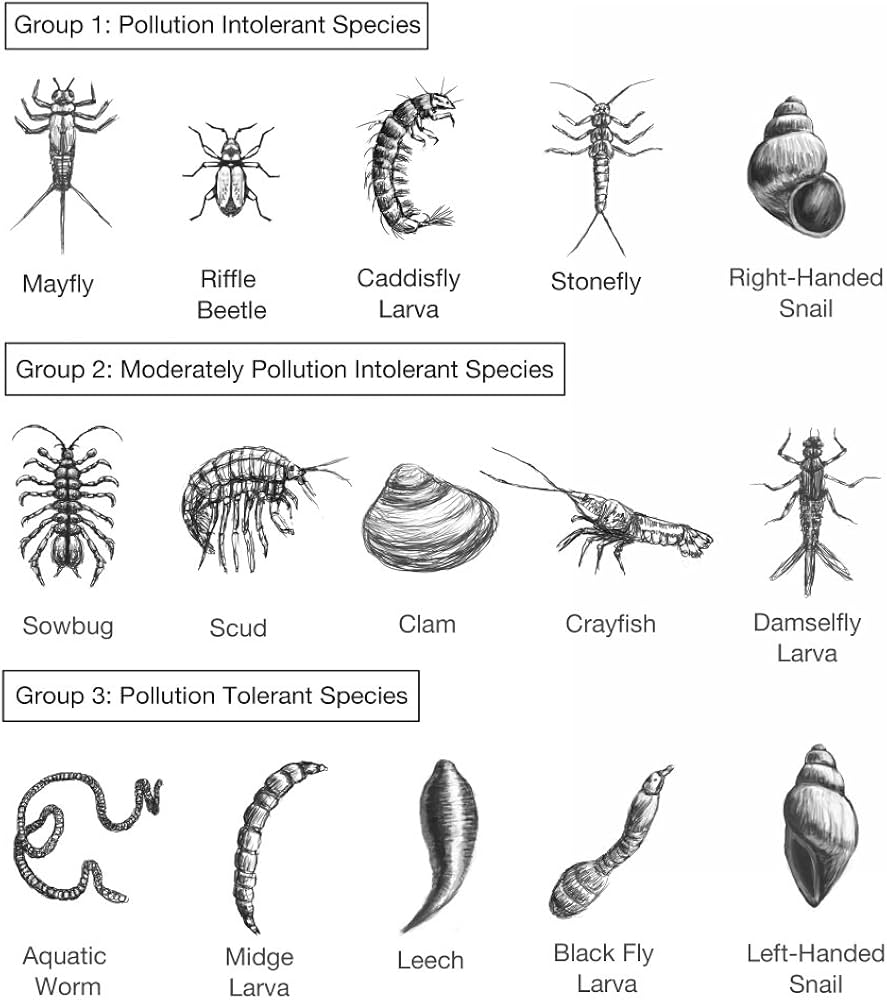 Group 1: Pollution Intolerant Species
Mayfly
Riffle
Beetle
Caddisfly
Larva
Stonefly
Right-Handed
Snail
Group 2: Moderately Pollution Intolerant Species
Sowbug
Scud
Clam
Crayfish
Damselfly
Larva
Group 3: Pollution Tolerant Species
Aquatic
Worm
Midge
Larva
Leech
Black Fly
Larva
Left-Handed
Snail